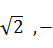 √2 , −